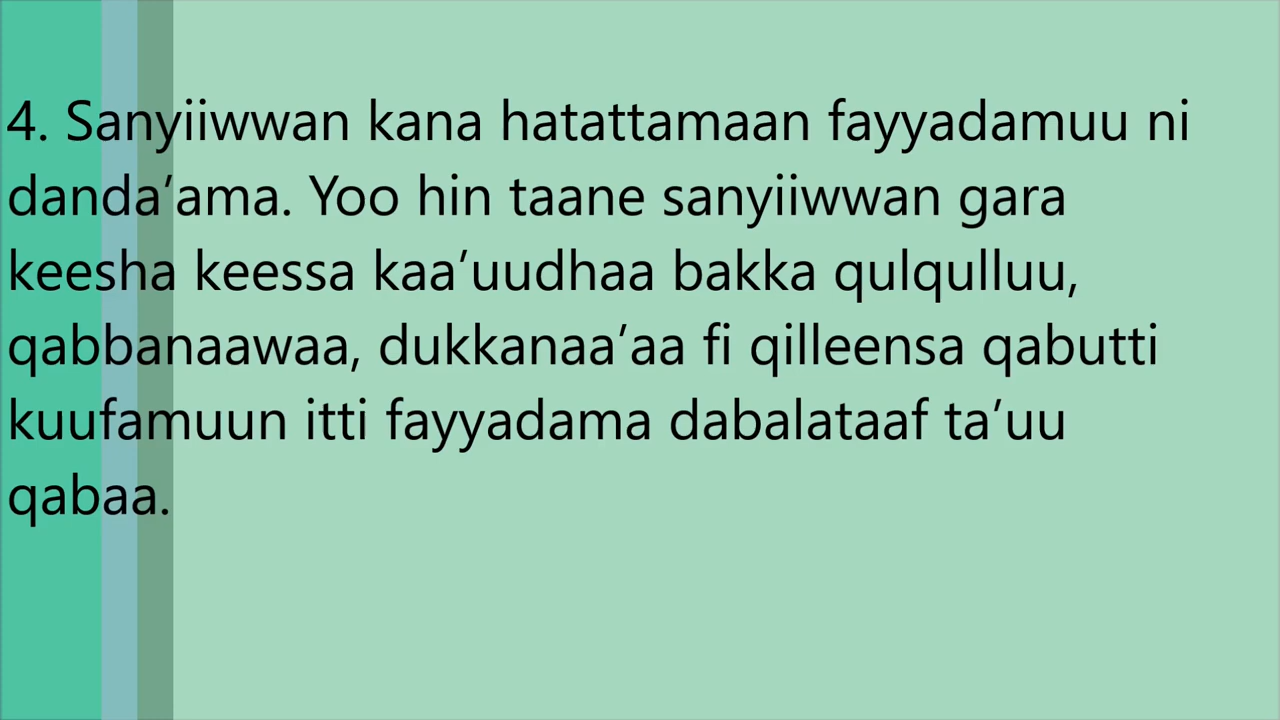 4. Sanyiiwwan kana hatattamaan fayyadamuu ni
danda’ama. Yoo hin taane sanyiiwwan gara
keesha keessa kaa’uudhaa bakka qulqulluu,
qabbanaawaa, dukkanaa’aa fi qilleensa qabutti
kuufamuun itti fayyadama dabalataaf ta’uu
qabaa.